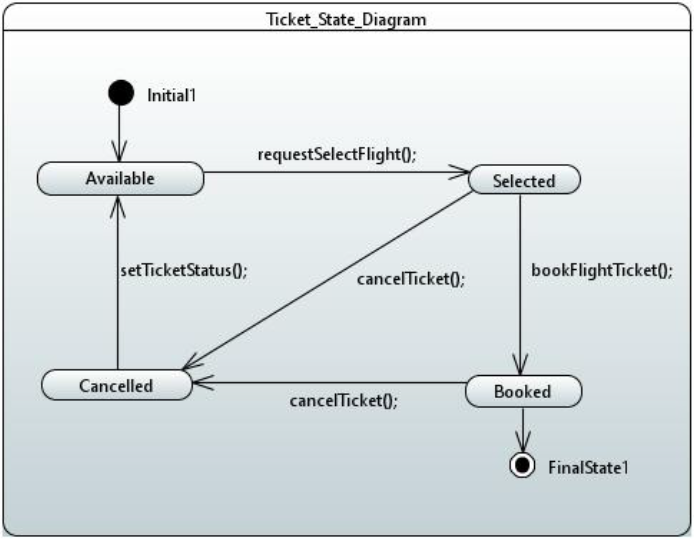 Ticket_State_Diagram
Initial1
Available
requestSelectFlight();
Selected
setTicketStatus();
cancelTicket();
bookFlightTicket();
Cancelled
cancelTicket();
Booked
FinalState1